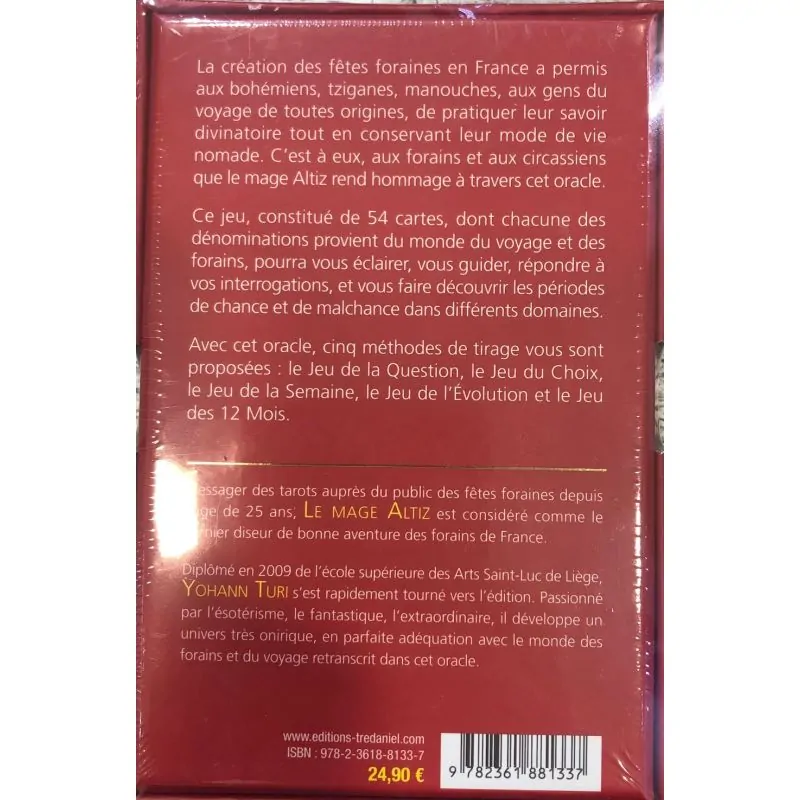 La création des fêtes foraines en France a permis
aux bohémiens, tziganes, manouches, aux gens du
voyage de toutes origines, de pratiquer leur savoir
divinatoire tout en conservant leur mode de vie
nomade. C'est à eux, aux forains et aux circassiens
que le mage Altiz rend hommage à travers cet oracle.
Ce jeu, constitué de 54 cartes, dont chacune des
dénominations provient du monde du voyage et des
forains, pourra vous éclairer, vous guider, répondre à
vos interrogations, et vous faire découvrir les périodes
de chance et de malchance dans différents domaines.
Avec cet oracle, cinq méthodes de tirage vous sont
proposées : le Jeu de la Question, le Jeu du Choix,
le Jeu de la Semaine, le Jeu de l'Évolution et le Jeu
des 12 Mois.
des tarots auprès du public des fêtes foraines depuis
de 25 ans, LE MAGE ALTIZ est considéré comme le
diseur de bonne aventure des forains de France.
Diplômé en 2009 de l'école supérieure des Arts Saint-Luc de Liège,
YOHANN TURI s'est rapidement tourné vers l'édition. Passionné
par l'ésotérisme, le fantastique, l'extraordinaire, il développe un
univers très onirique, en parfaite adéquation avec le monde des
forains et du voyage retranscrit dans cet oracle.
www.editions-tredaniel.com
ISBN : 978-2-3618-8133-7
24,90 €
9 782361 881337